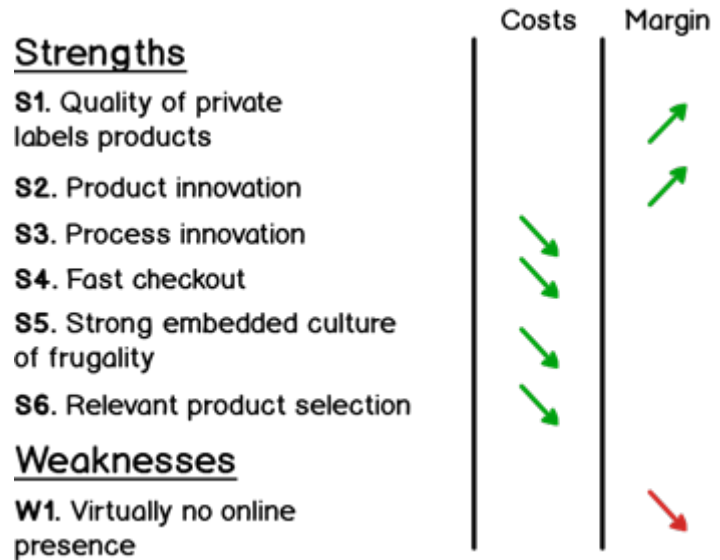 Costs Margin
Strengths
S1. Quality of private
labels products
S2. Product innovation
S3. Process innovation
S4. Fast checkout
S5. Strong embedded culture
of frugality
S6. Relevant product selection
Weaknesses
W1. Virtually no online
presence